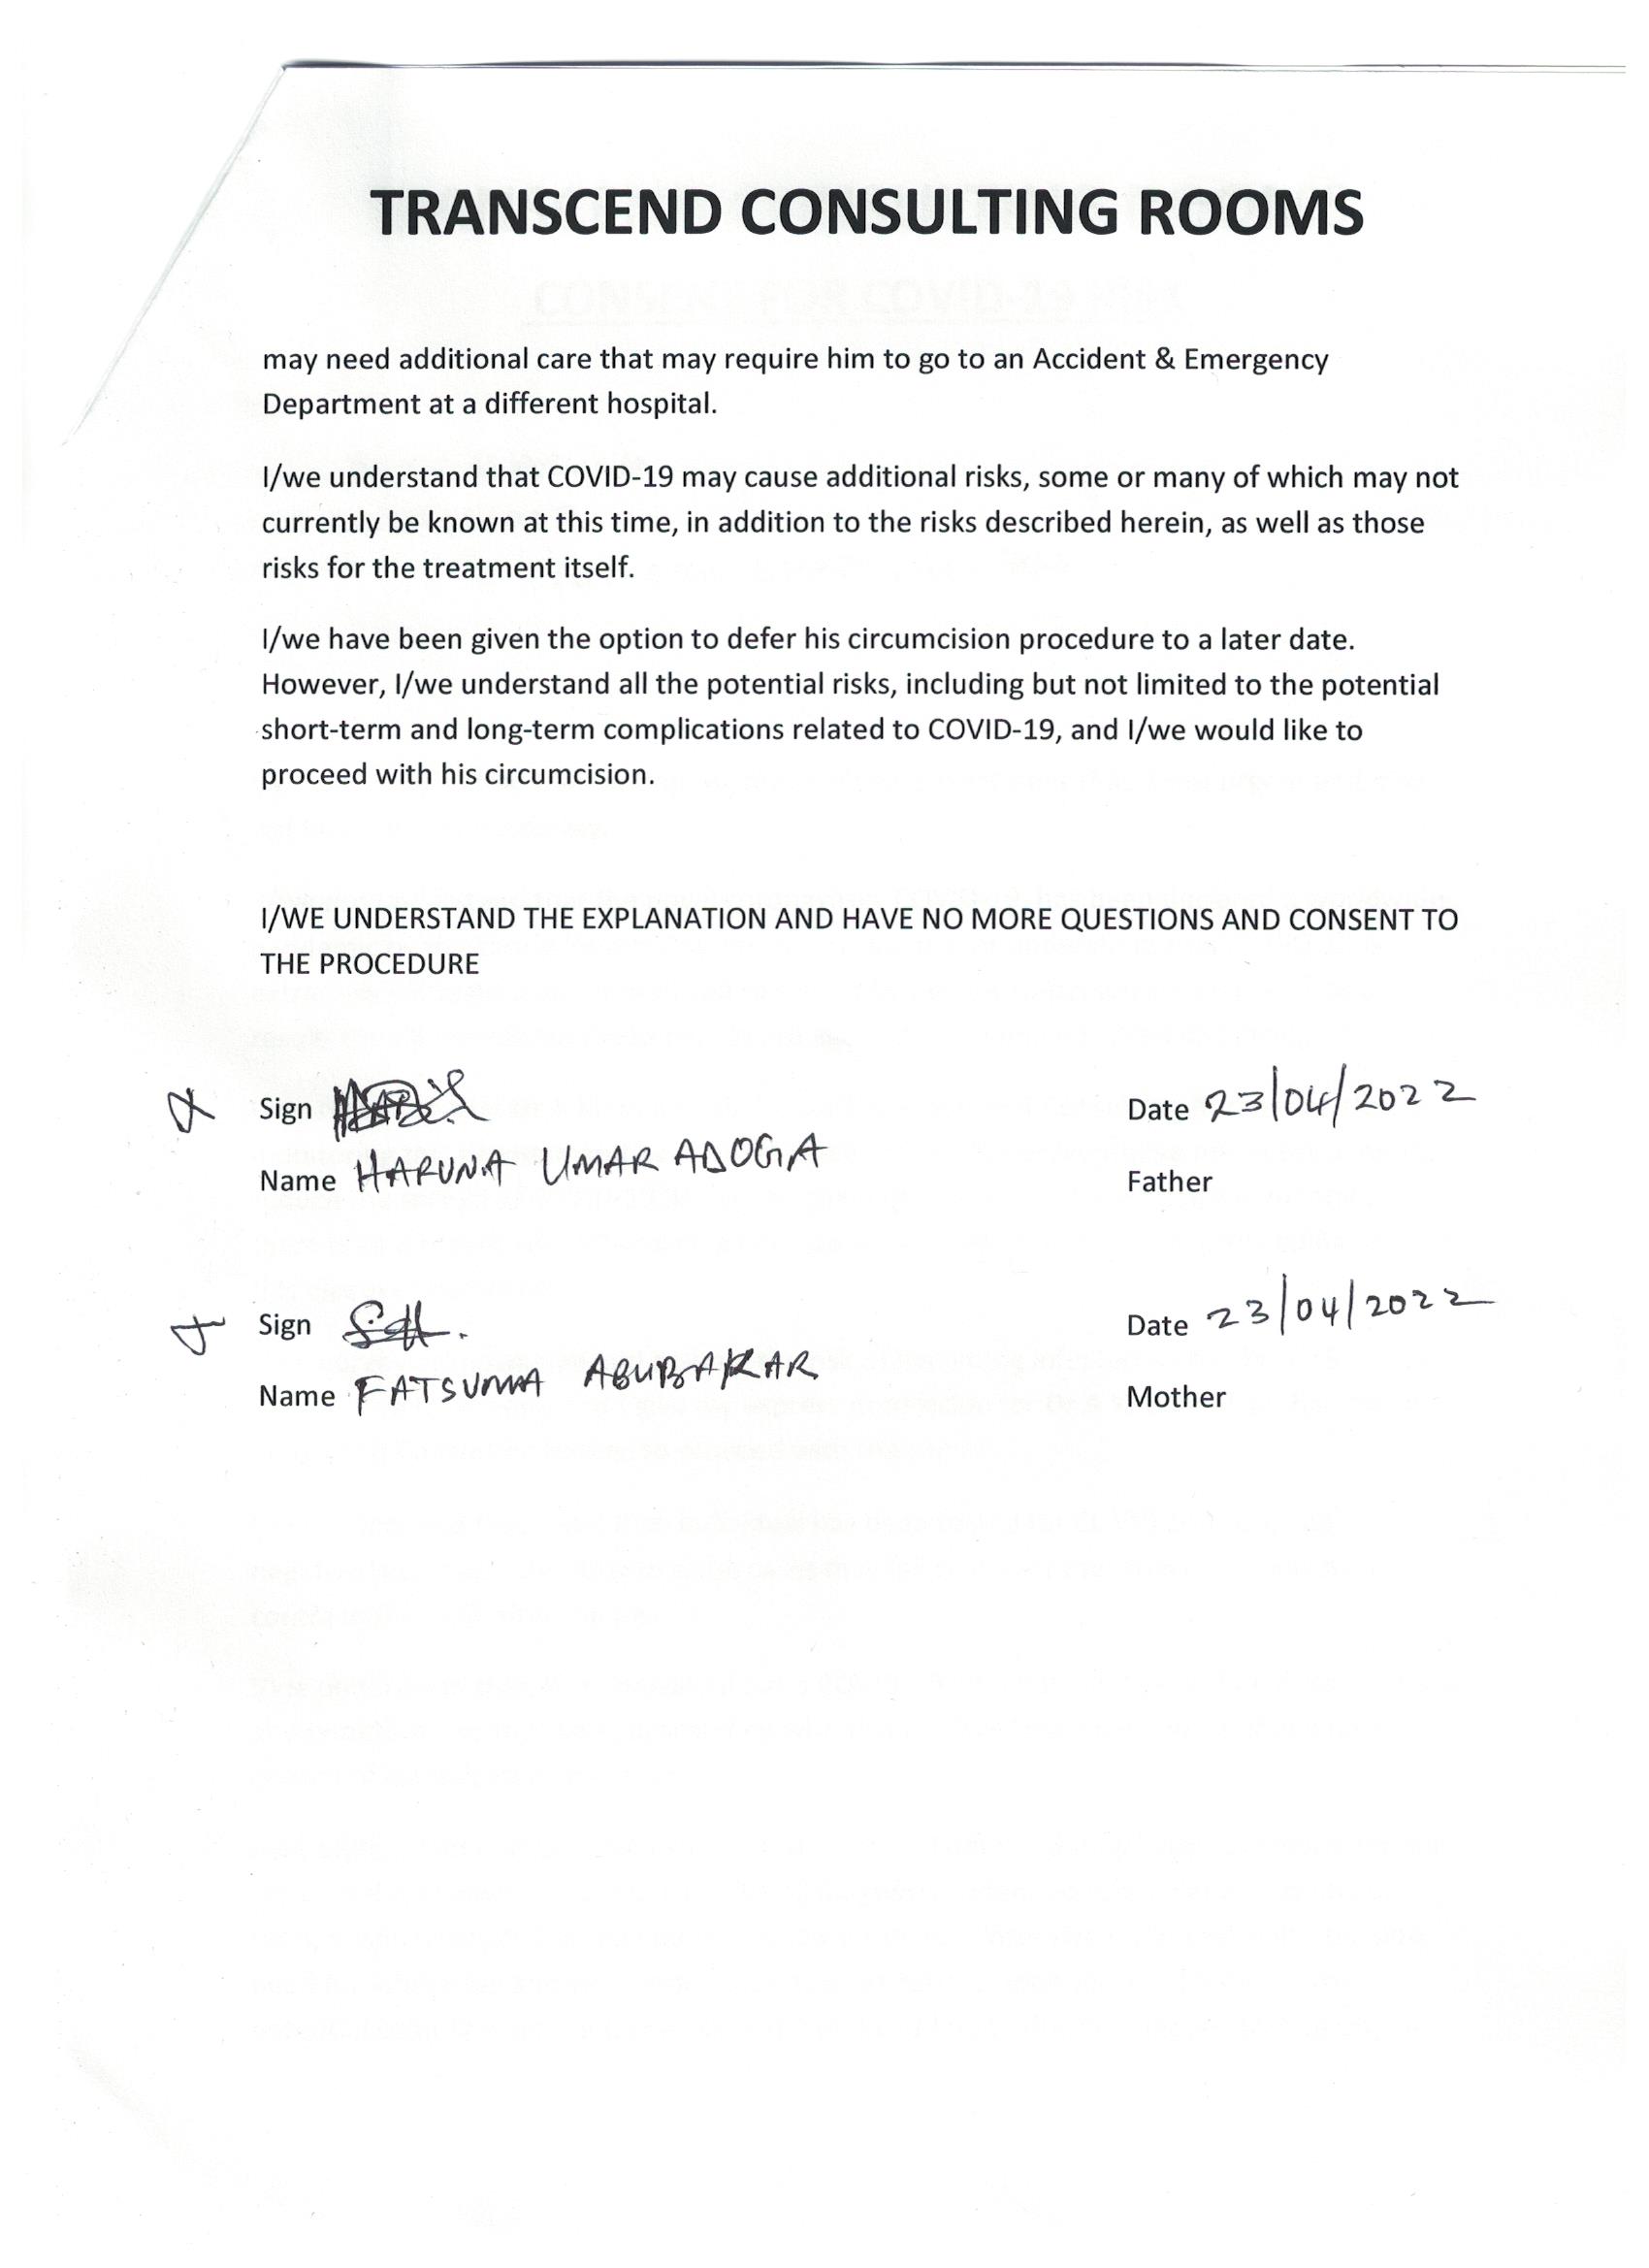 TRANSCEND CONSULTING ROOMS
may need additional care that may require him to go to an Accident & Emergency
Department at a different hospital.
I/we understand that COVID-19 may cause additional risks, some or many of which may not
currently be known at this time, in addition to the risks described herein, as well as those
risks for the treatment itself.
I/we have been given the option to defer his circumcision procedure to a later date.
However, I/we understand all the potential risks, including but not limited to the potential
short-term and long-term complications related to COVID-19, and I/we would like to
proceed with his circumcision.
I/WE UNDERSTAND THE EXPLANATION AND HAVE NO MORE QUESTIONS AND CONSENT TO
THE PROCEDURE
Sign Date 23/04/2022
Name HARUNA UMAR ADOGA Father
Sign Date 23/04/2022
Name FATSUMA ABUBAKAR Mother